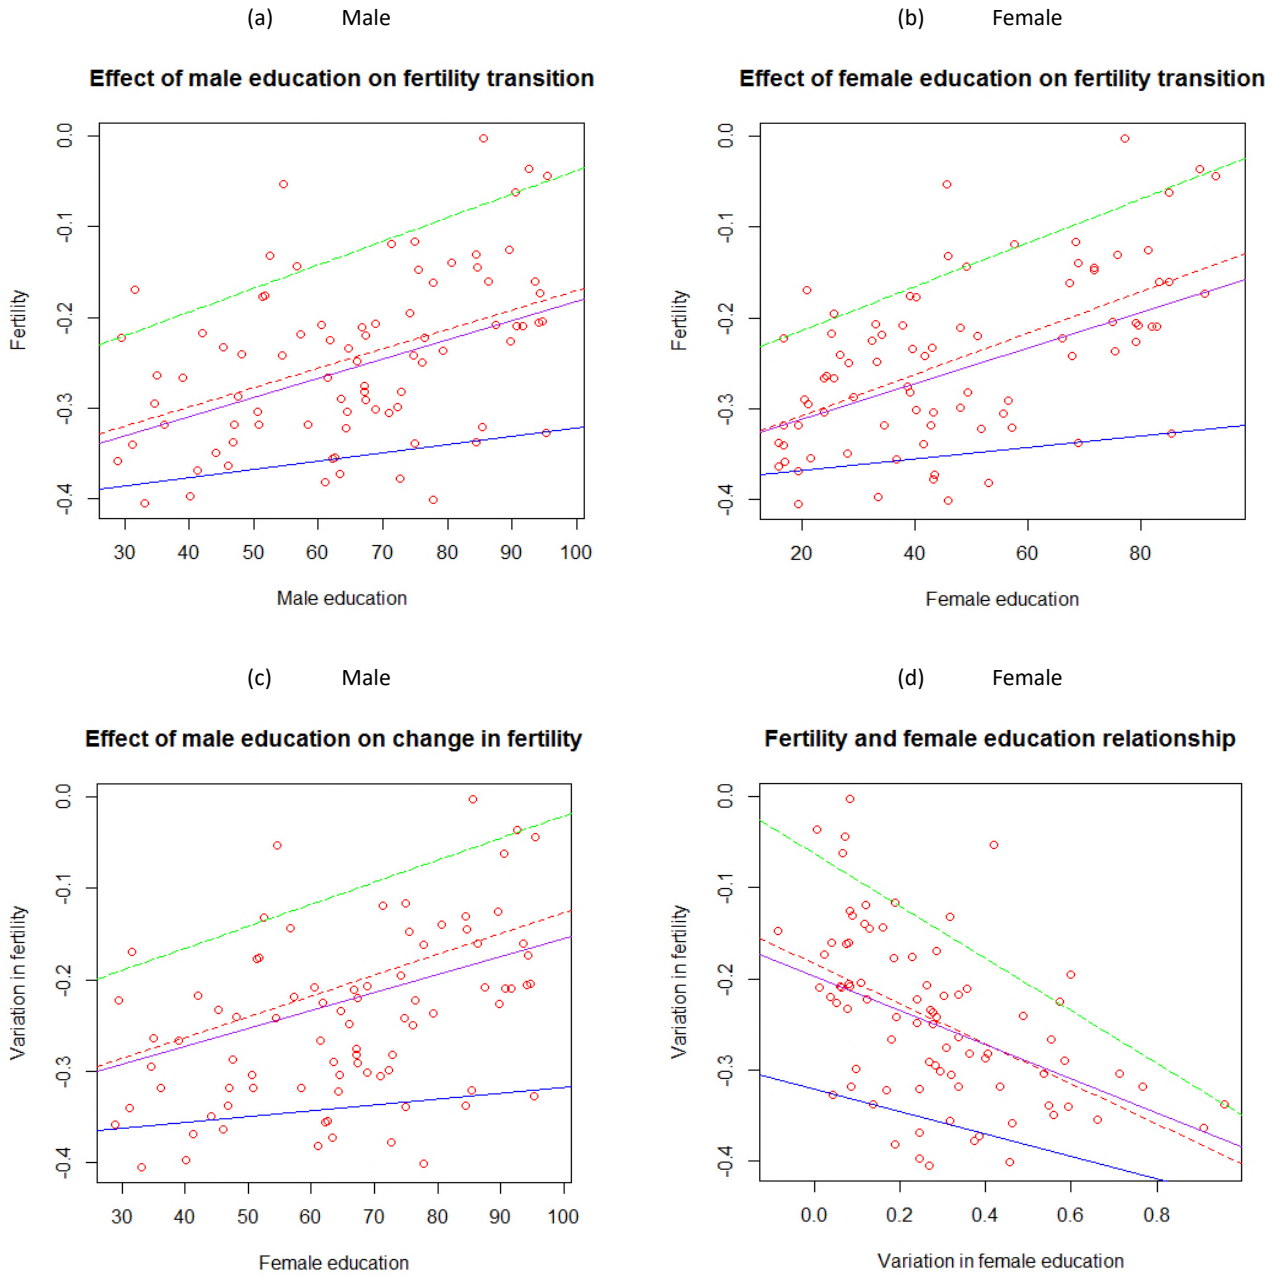 (a) Male
(b) Female
Effect of male education on fertility transition
Effect of female education on fertility transition
Fertility
0.0
-0.1
-0.2
-0.3
-0.4
30 40 50 60 70 80 90 100
Male education
Fertility
0.0
-0.1
-0.2
-0.3
-0.4
20 40 60 80
Female education
(c) Male
(d) Female
Effect of male education on change in fertility
Fertility and female education relationship
Variation in fertility
0.0
-0.1
-0.2
-0.3
-0.4
30 40 50 60 70 80 90 100
Female education
Variation in fertility
0.0
-0.1
-0.2
-0.3
-0.4
0.0 0.2 0.4 0.6 0.8
Variation in female education